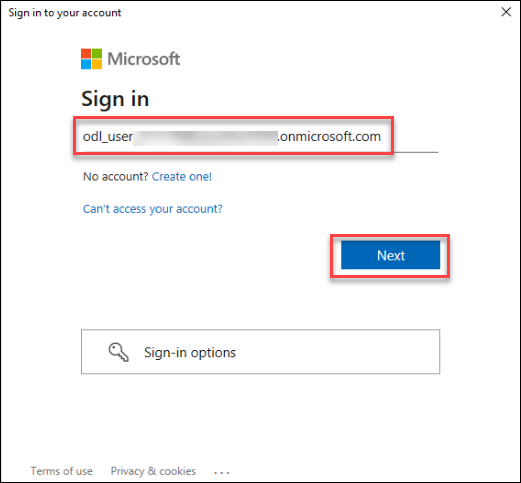 Sign in to your account
Microsoft
Sign in
odl_user .onmicrosoft.com
No account? Create one!
Can't access your account?
Next
Sign-in options
Terms of use Privacy & cookies ...